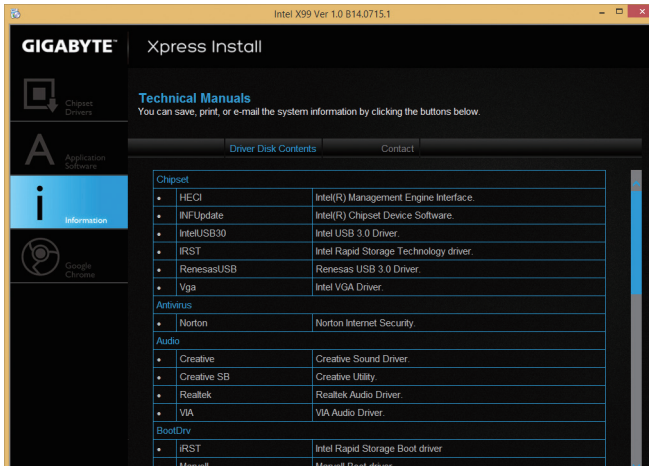 Intel X99 Ver 1.0 B14.0715.1
GIGABYTE™
Xpress Install
Chipset
Drivers
Application
Software
Information
Google
Chrome
Technical Manuals
You can save, print, or e-mail the system information by clicking the buttons below.
Driver Disk Contents Contact
Chipset
• HECI Intel(R) Management Engine Interface.
• INFUpdate Intel(R) Chipset Device Software.
• IntelUSB30 Intel USB 3.0 Driver.
• IRST Intel Rapid Storage Technology driver.
• RenesasUSB Renesas USB 3.0 Driver.
• Vga Intel VGA Driver.
Antivirus
• Norton Norton Internet Security.
Audio
• Creative Creative Sound Driver.
• Creative SB Creative Utility.
• Realtek Realtek Audio Driver.
• VIA VIA Audio Driver.
BootDrv
• iRST Intel Rapid Storage Boot driver
• Marvell Marvell Boot driver